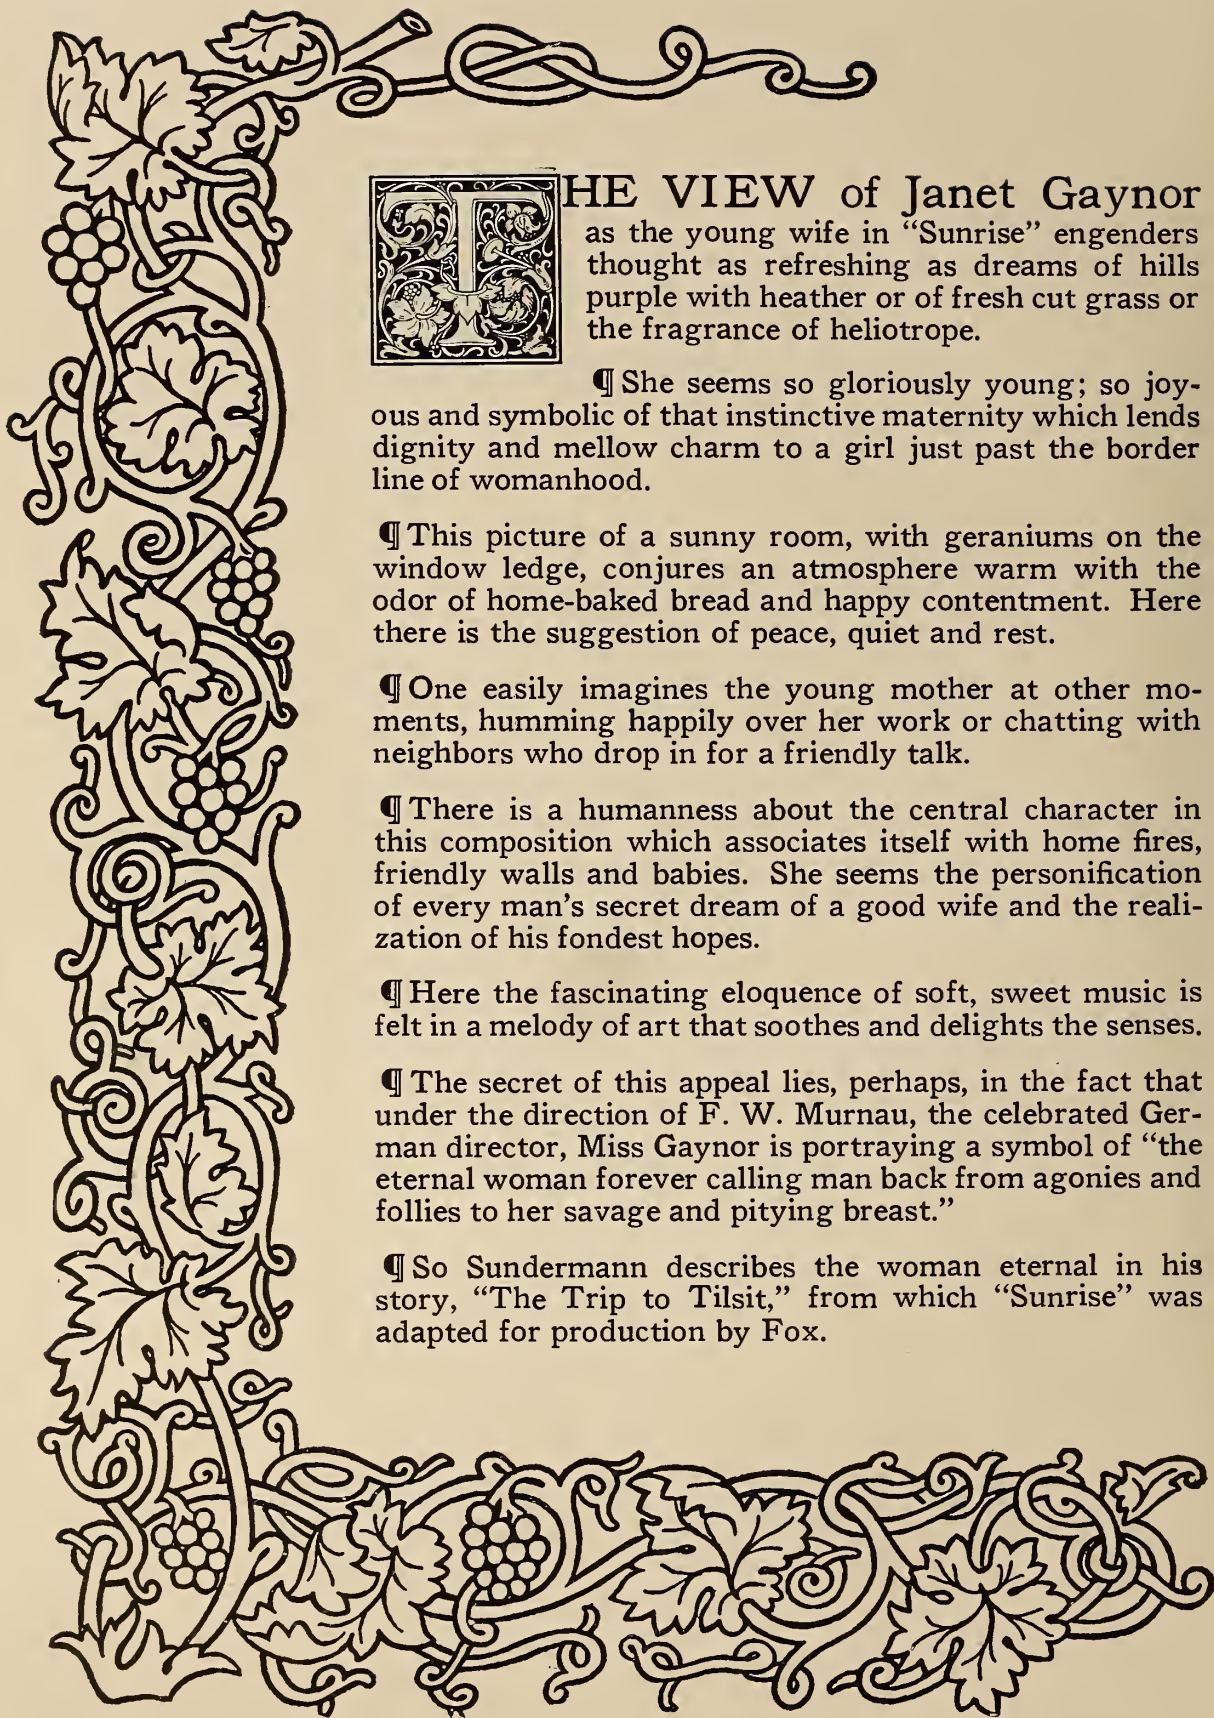 THE VIEW of Janet Gaynor
as the young wife in “Sunrise” engenders
thought as refreshing as dreams of hills
purple with heather or of fresh cut grass or
the fragrance of heliotrope.
¶ She seems so gloriously young; so joy-
ous and symbolic of that instinctive maternity which lends
dignity and mellow charm to a girl just past the border
line of womanhood.
¶ This picture of a sunny room, with geraniums on the
window ledge, conjures an atmosphere warm with the
odor of home-baked bread and happy contentment. Here
there is the suggestion of peace, quiet and rest.
¶ One easily imagines the young mother at other mo-
ments, humming happily over her work or chatting with
neighbors who drop in for a friendly talk.
¶ There is a humanness about the central character in
this composition which associates itself with home fires,
friendly walls and babies. She seems the personification
of every man’s secret dream of a good wife and the reali-
zation of his fondest hopes.
¶ Here the fascinating eloquence of soft, sweet music is
felt in a melody of art that soothes and delights the senses.
¶ The secret of this appeal lies, perhaps, in the fact that
under the direction of F. W. Murnau, the celebrated Ger-
man director, Miss Gaynor is portraying a symbol of “the
eternal woman forever calling man back from agonies and
follies to her savage and pitying breast.”
¶ So Sundermann describes the woman eternal in his
story, “The Trip to Tilsit,” from which “Sunrise” was
adapted for production by Fox.